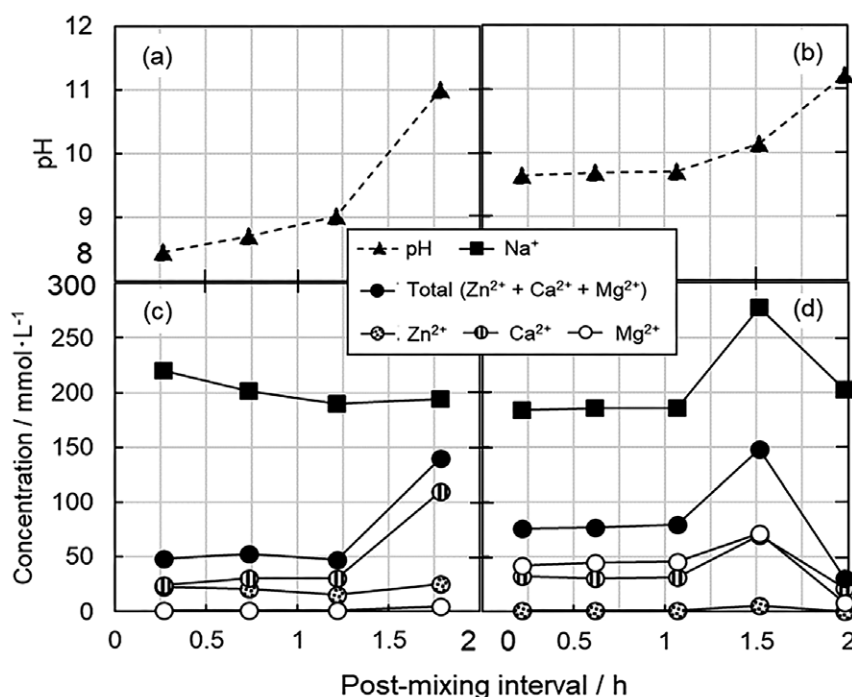 12
(a)
(b)
11
pH
10
9
8
pH Na⁺
Total (Zn²⁺ + Ca²⁺ + Mg²⁺)
Zn²⁺ Ca²⁺ Mg²⁺
300
(c)
(d)
250
200
150
100
50
0
Concentration / mmol·L⁻¹
0 0.5 1 1.5 2 0 0.5 1 1.5 2
Post-mixing interval / h